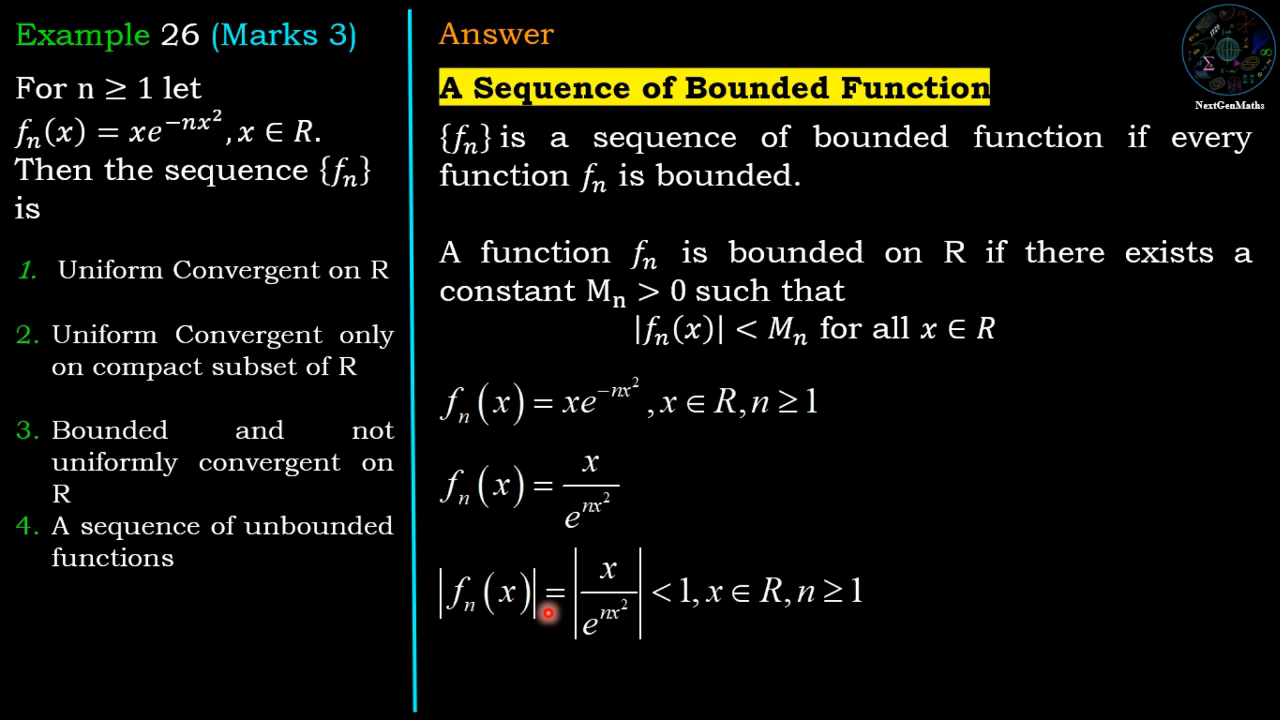 Example 26 (Marks 3)
For n ≥ 1 let
fₙ(x) = xe^{−nx²}, x ∈ R.
Then the sequence {fₙ}
is
1. Uniform Convergent on R
2. Uniform Convergent only
on compact subset of R
3. Bounded and not
uniformly convergent on
R
4. A sequence of unbounded
functions
Answer
A Sequence of Bounded Function
{fₙ} is a sequence of bounded function if every
function fₙ is bounded.
A function fₙ is bounded on R if there exists a
constant Mₙ > 0 such that
|fₙ(x)| < Mₙ for all x ∈ R
fₙ(x) = xe^{−nx²}, x ∈ R, n ≥ 1
fₙ(x) = x / e^{nx²}
|fₙ(x)| = |x / e^{nx²}| < 1, x ∈ R, n ≥ 1
NextGenMaths